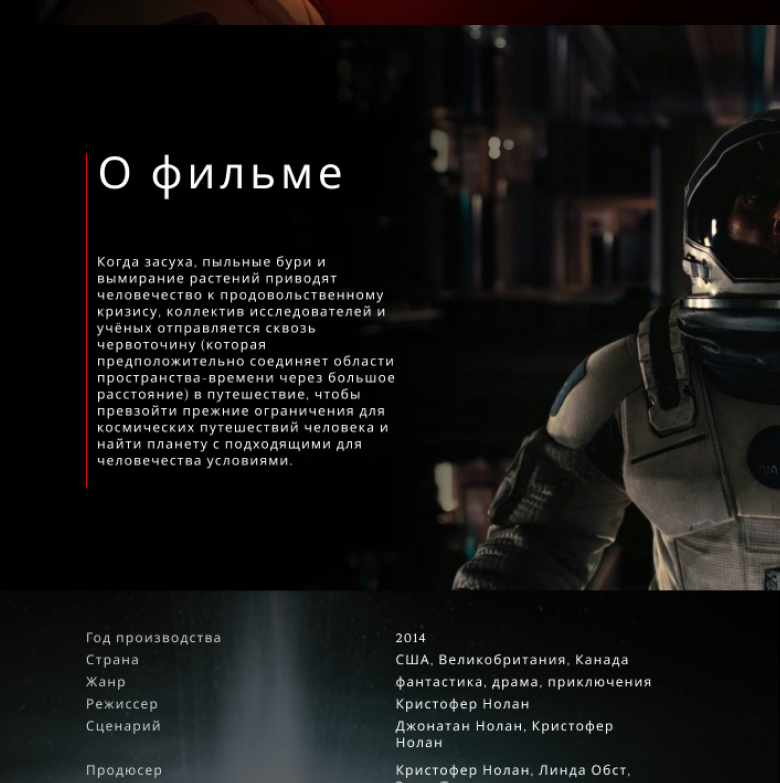 О фильме
Когда засуха, пыльные бури и
вымирание растений приводят
человечество к продовольственному
кризису, коллектив исследователей и
учёных отправляется сквозь
червоточину (которая
предположительно соединяет области
пространства-времени через большое
расстояние) в путешествие, чтобы
превзойти прежние ограничения для
космических путешествий человека и
найти планету с подходящими для
человечества условиями.
Год производства 2014
Страна США, Великобритания, Канада
Жанр фантастика, драма, приключения
Режиссер Кристофер Нолан
Сценарий Джонатан Нолан, Кристофер
Нолан
Продюсер Кристофер Нолан, Линда Обст,